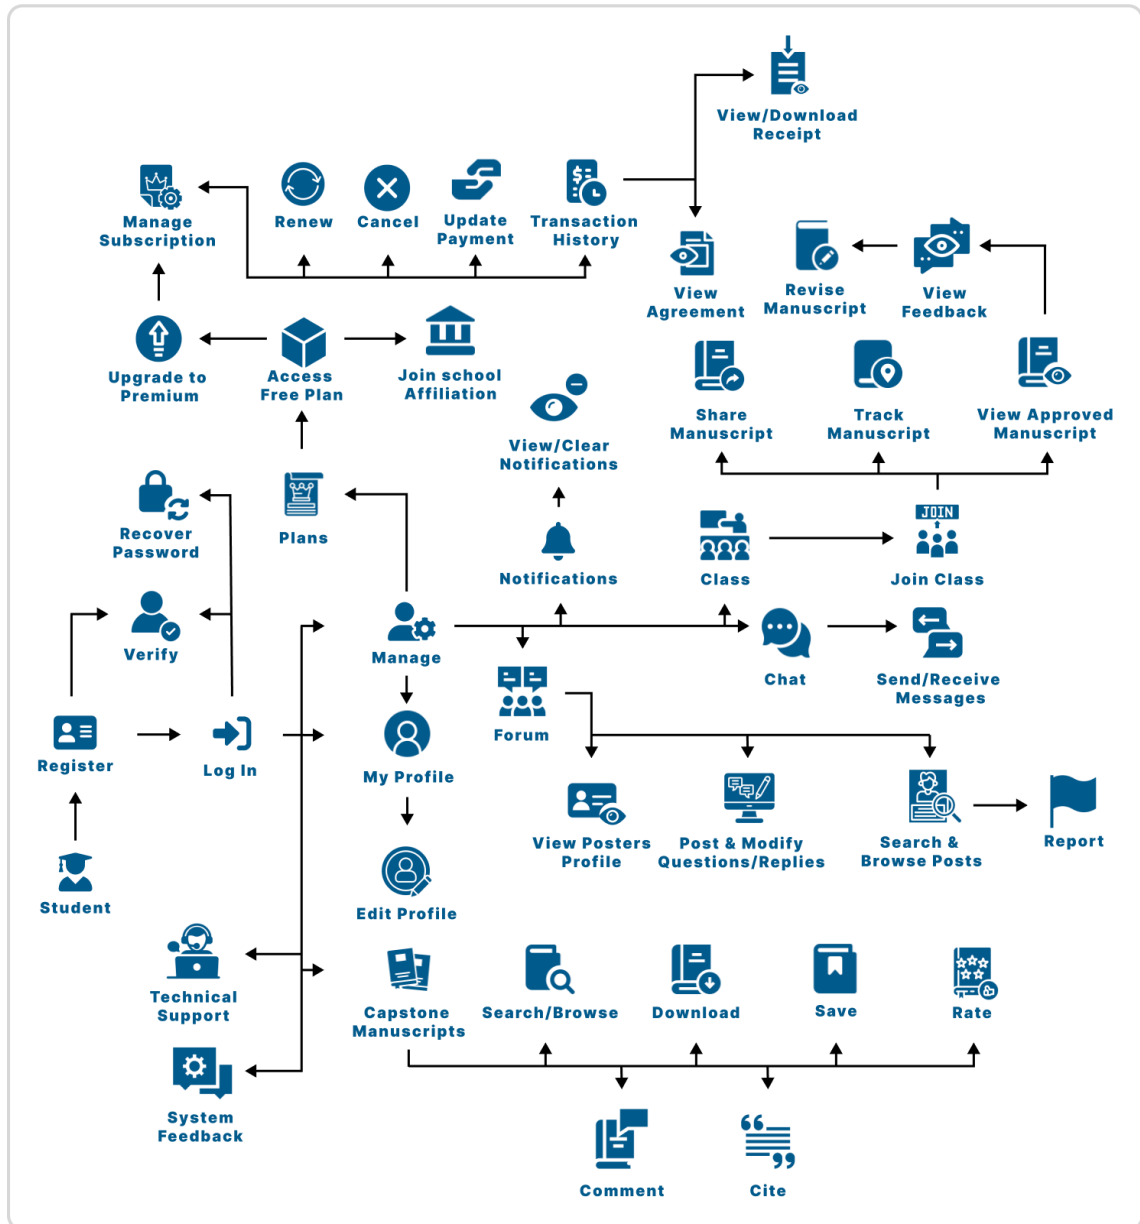 View/Download
Receipt
Manage
Subscription
Renew
Cancel
Update
Payment
$
Transaction
History
View
Agreement
Revise
Manuscript
View
Feedback
Upgrade to
Premium
Access
Free Plan
Join school
Affiliation
View/Clear
Notifications
Share
Manuscript
Track
Manuscript
View Approved
Manuscript
Recover
Password
Plans
Notifications
Class
JOIN
Join Class
Verify
Manage
Chat
Send/Receive
Messages
Register
Log In
My Profile
Forum
View Posters
Profile
Post & Modify
Questions/Replies
Search &
Browse Posts
Report
Student
Edit Profile
Technical
Support
Capstone
Manuscripts
Search/Browse
Download
Save
Rate
System
Feedback
Comment
Cite